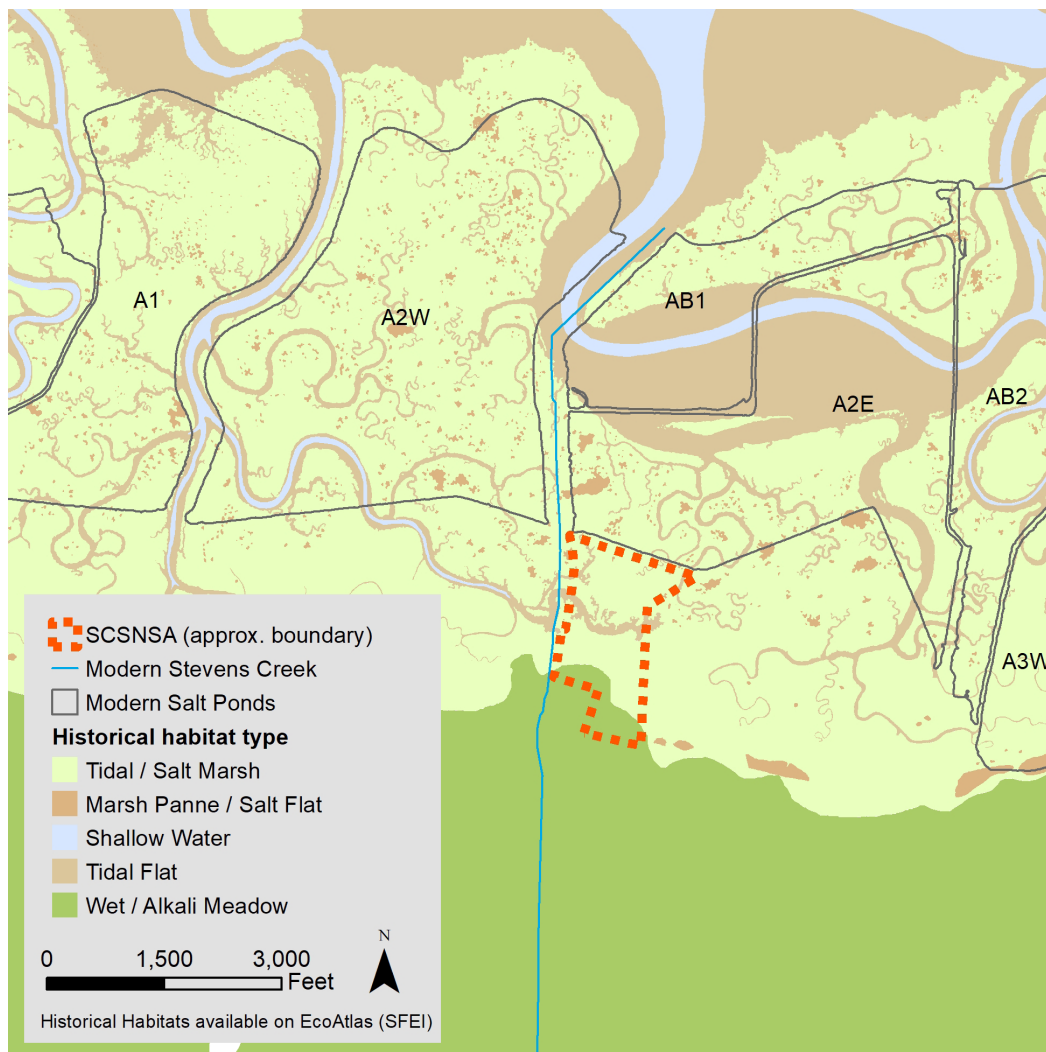 A1
A2W
AB1
A2E
AB2
A3W
SCSNSA (approx. boundary)
Modern Stevens Creek
Modern Salt Ponds
Historical habitat type
Tidal / Salt Marsh
Marsh Panne / Salt Flat
Shallow Water
Tidal Flat
Wet / Alkali Meadow
N
0 1,500 3,000
Feet
Historical Habitats available on EcoAtlas (SFEI)